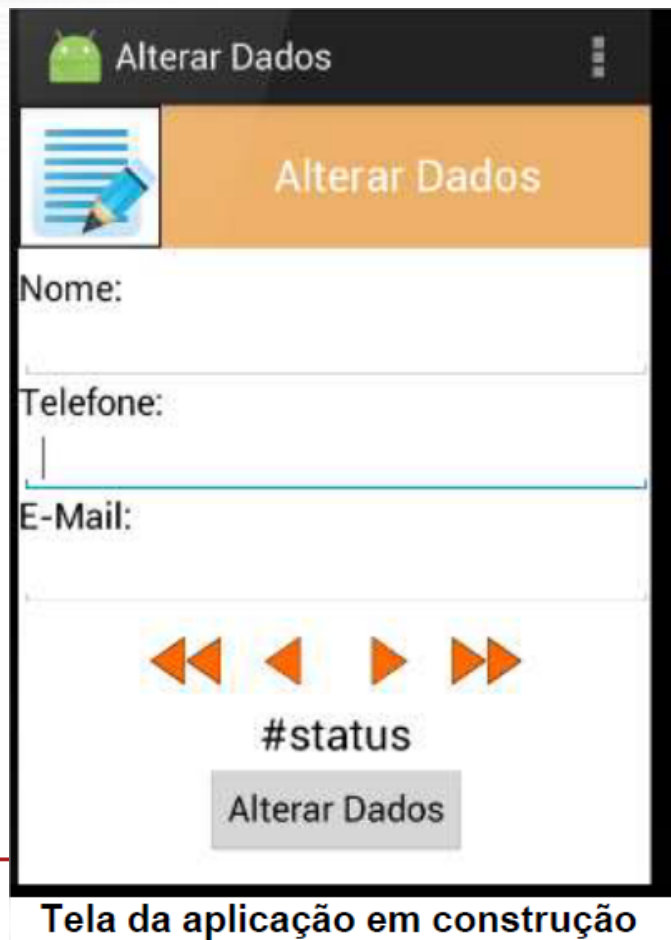 Alterar Dados
Alterar Dados
Nome:
Telefone:
E-Mail:
#status
Alterar Dados
Tela da aplicação em construção